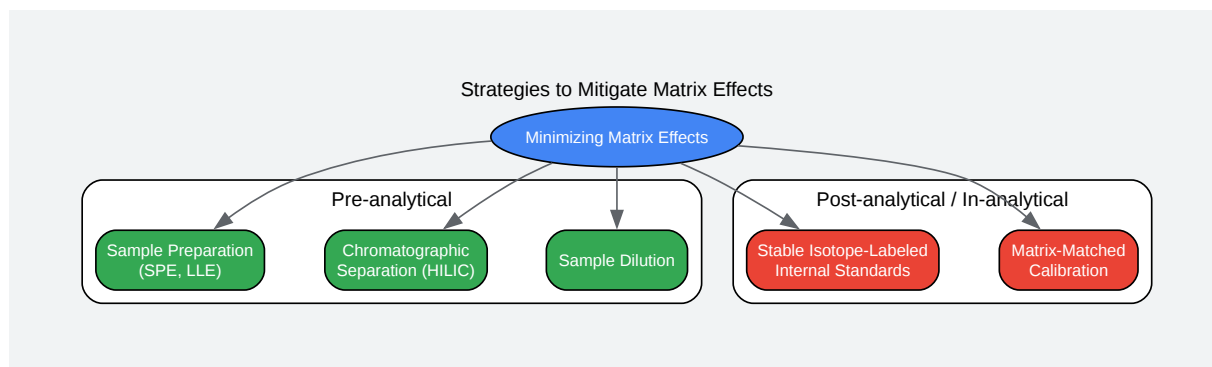 Strategies to Mitigate Matrix Effects
Minimizing Matrix Effects
Pre-analytical
Sample Preparation
(SPE, LLE)
Chromatographic
Separation (HILIC)
Sample Dilution
Post-analytical / In-analytical
Stable Isotope-Labeled
Internal Standards
Matrix-Matched
Calibration